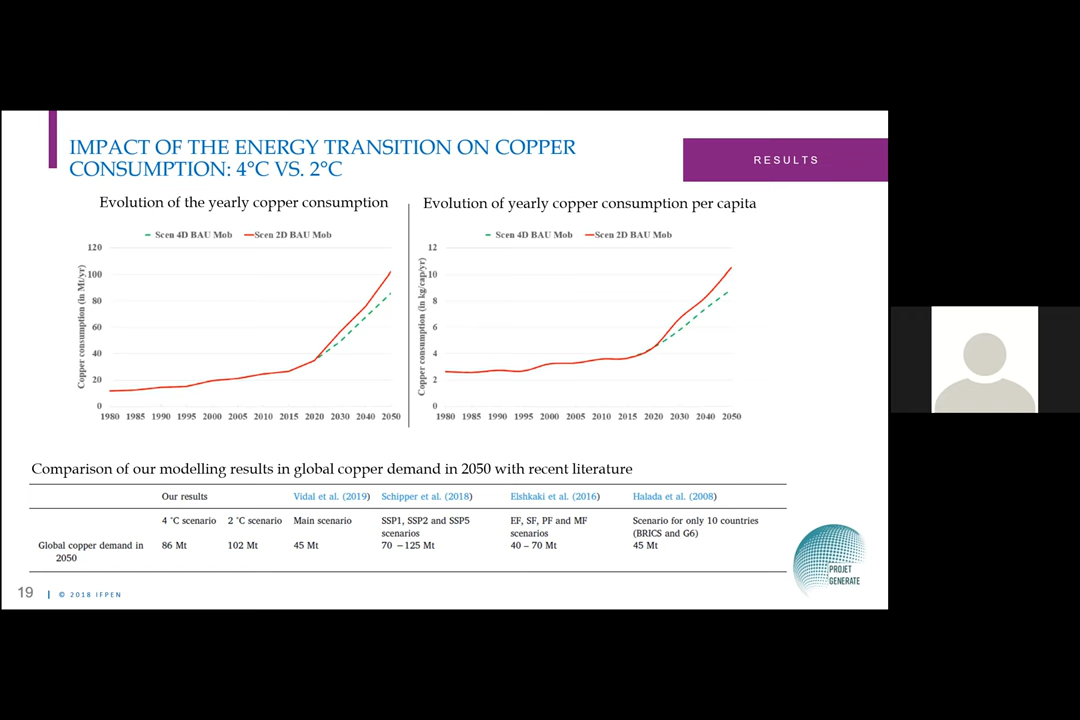 IMPACT OF THE ENERGY TRANSITION ON COPPER
CONSUMPTION: 4°C VS. 2°C
RESULTS
Evolution of the yearly copper consumption
Scen 4D BAU Mob
Scen 2D BAU Mob
Copper consumption (in Mt/yr)
120
100
80
60
40
20
0
1980 1985 1990 1995 2000 2005 2010 2015 2020 2030 2040 2050
Evolution of yearly copper consumption per capita
Scen 4D BAU Mob
Scen 2D BAU Mob
Copper consumption (in kg/cap/yr)
12
10
8
6
4
2
0
1980 1985 1990 1995 2000 2005 2010 2015 2020 2030 2040 2050
Comparison of our modelling results in global copper demand in 2050 with recent literature
Our results Vidal et al. (2019) Schipper et al. (2018) Elshkaki et al. (2016) Halada et al. (2008)
4 °C scenario 2 °C scenario Main scenario SSP1, SSP2 and SSP5 EF, SF, PF and MF Scenario for only 10 countries
scenarios scenarios (BRICS and G6)
Global copper demand in 86 Mt 102 Mt 45 Mt 70 –125 Mt 40 – 70 Mt 45 Mt
2050
PROJET
GENERATE
19 | © 2018 IFPEN